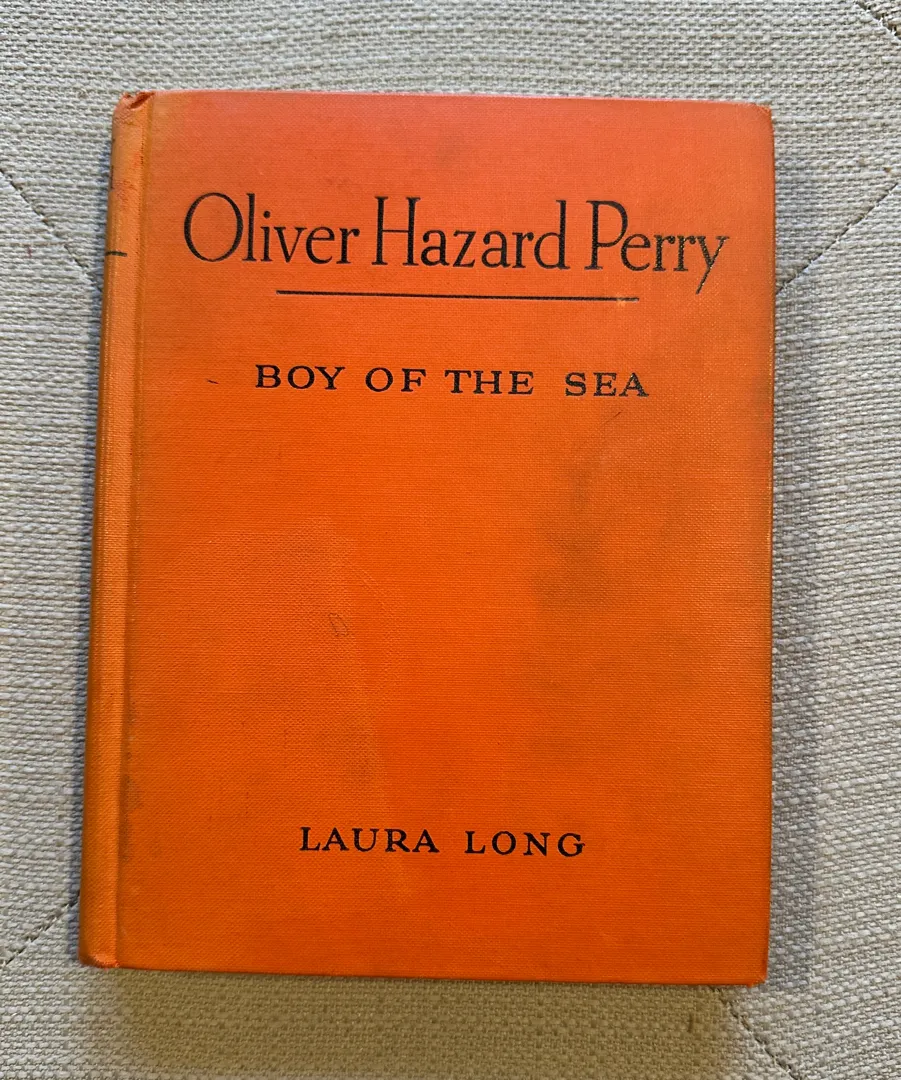 Oliver Hazard Perry
BOY OF THE SEA
LAURA LONG